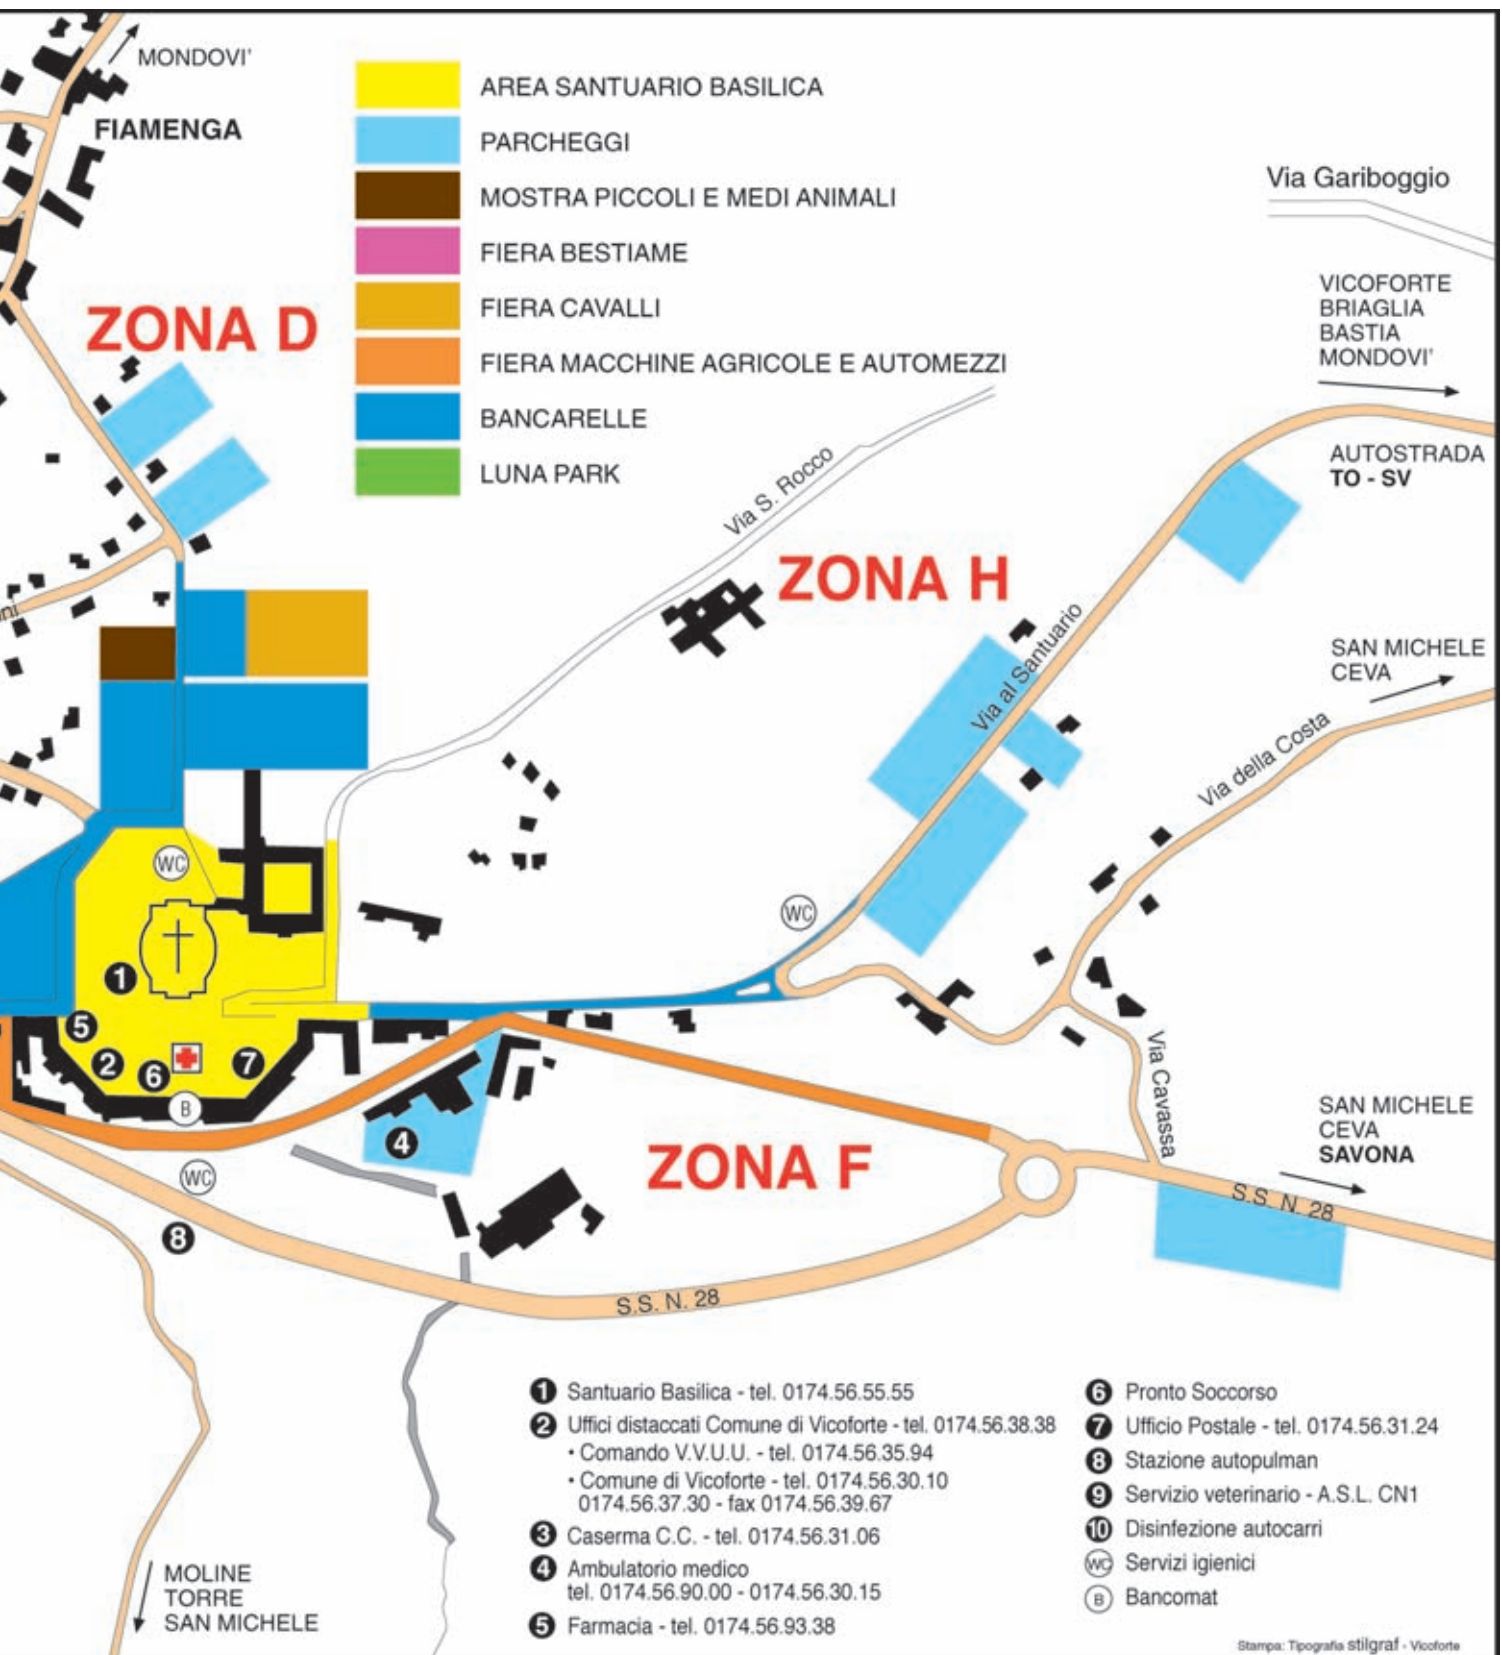 MONDOVI'
FIAMENGA
AREA SANTUARIO BASILICA
PARCHEGGI
MOSTRA PICCOLI E MEDI ANIMALI
FIERA BESTIAME
FIERA CAVALLI
FIERA MACCHINE AGRICOLE E AUTOMEZZI
BANCARELLE
LUNA PARK
Via Gariboggio
VICOFORTE
BRIAGLIA
BASTIA
MONDOVI'
AUTOSTRADA
TO - SV
ZONA D
Via S. Rocco
ZONA H
Via al Santuario
SAN MICHELE
CEVA
Via della Costa
WC
WC
1
5
2
6
7
B
4
WC
8
ZONA F
Via Cavassa
SAN MICHELE
CEVA
SAVONA
S.S. N. 28
S.S. N. 28
MOLINE
TORRE
SAN MICHELE
1 Santuario Basilica - tel. 0174.56.55.55
2 Uffici distaccati Comune di Vicoforte - tel. 0174.56.38.38
• Comando V.V.U.U. - tel. 0174.56.35.94
• Comune di Vicoforte - tel. 0174.56.30.10
0174.56.37.30 - fax 0174.56.39.67
3 Caserma C.C. - tel. 0174.56.31.06
4 Ambulatorio medico
tel. 0174.56.90.00 - 0174.56.30.15
5 Farmacia - tel. 0174.56.93.38
6 Pronto Soccorso
7 Ufficio Postale - tel. 0174.56.31.24
8 Stazione autopulman
9 Servizio veterinario - A.S.L. CN1
10 Disinfezione autocarri
WC Servizi igienici
B Bancomat
Stampa: Tipografia stilgraf - Vicoforte